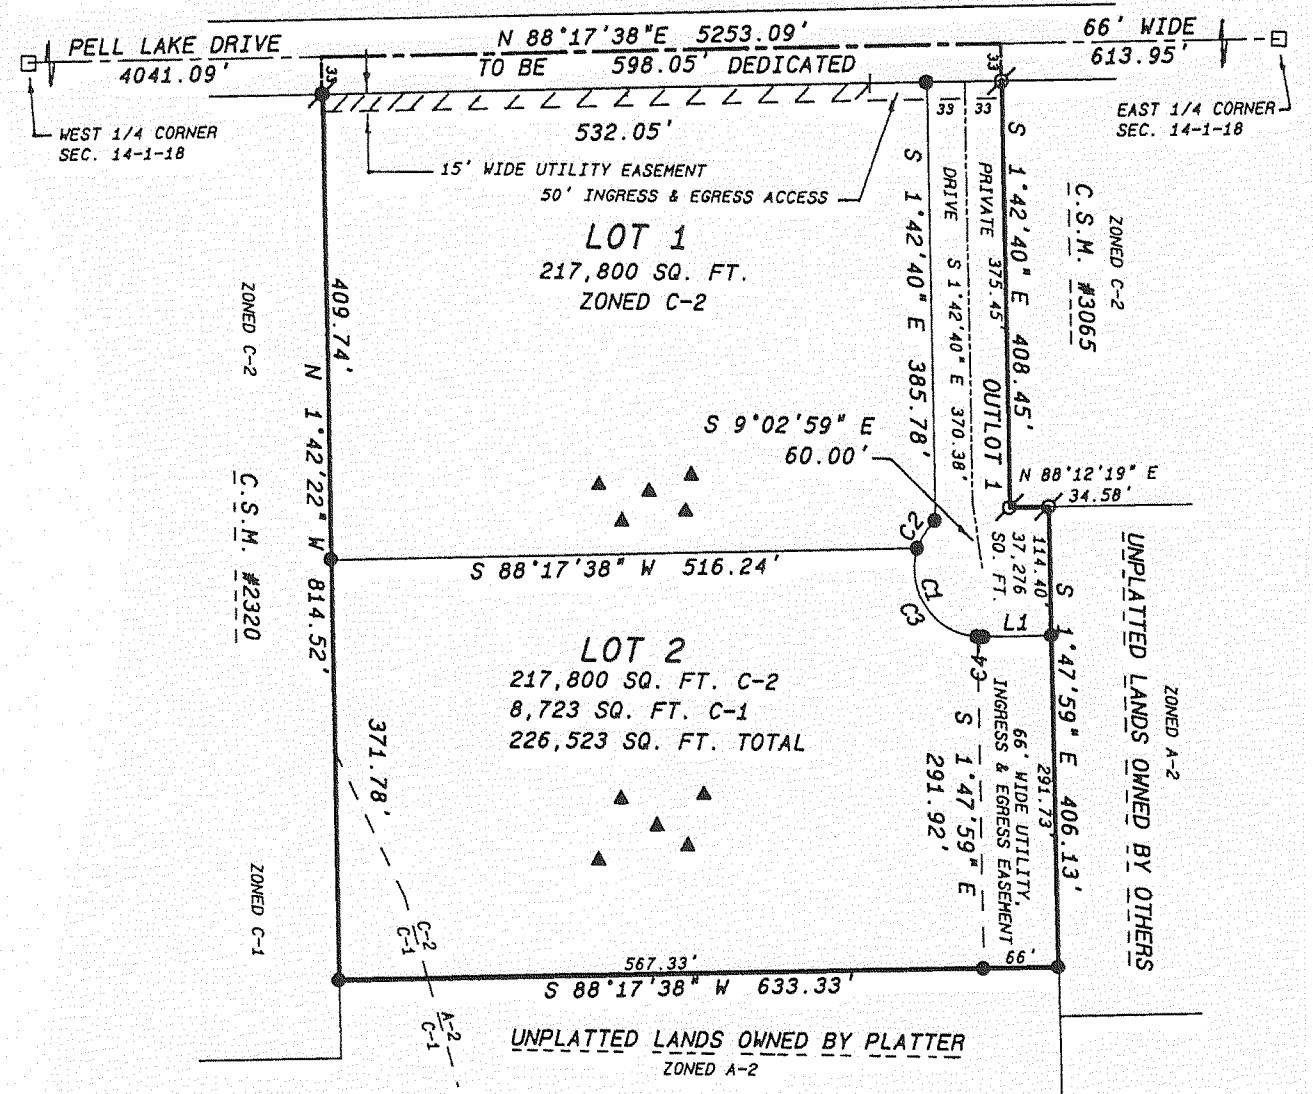 PELL LAKE DRIVE
4041.09'
N 88°17'38"E 5253.09'
66' WIDE
613.95'
TO BE 598.05' DEDICATED
33
33
33
33
WEST 1/4 CORNER
SEC. 14-1-18
EAST 1/4 CORNER
SEC. 14-1-18
532.05'
15' WIDE UTILITY EASEMENT
50' INGRESS & EGRESS ACCESS
LOT 1
217,800 SQ. FT.
ZONED C-2
S 1°42'40" E 385.78'
DRIVE S 1°42'40" E 370.38'
PRIVATE 375.45'
OUTLOT 1
S 1°42'40" E 408.45'
C.S.M. #3065
ZONED C-2
ZONED C-2
409.74'
N 1°42'22" W 814.52'
C.S.M. #2320
S 9°02'59" E
60.00'
N 88°12'19" E
34.58'
C2
C1
C3
114.40'
37,276
SQ. FT.
L1
C4
S 88°17'38" W 516.24'
LOT 2
217,800 SQ. FT. C-2
8,723 SQ. FT. C-1
226,523 SQ. FT. TOTAL
371.78'
S 1°47'59" E
291.92'
66' WIDE UTILITY,
INGRESS & EGRESS EASEMENT
291.73'
S 1°47'59" E 406.13'
UNPLATTED LANDS OWNED BY OTHERS
ZONED A-2
ZONED C-1
C-2
C-1
567.33'
66'
S 88°17'38" W 633.33'
A-2
C-1
UNPLATTED LANDS OWNED BY PLATTER
ZONED A-2